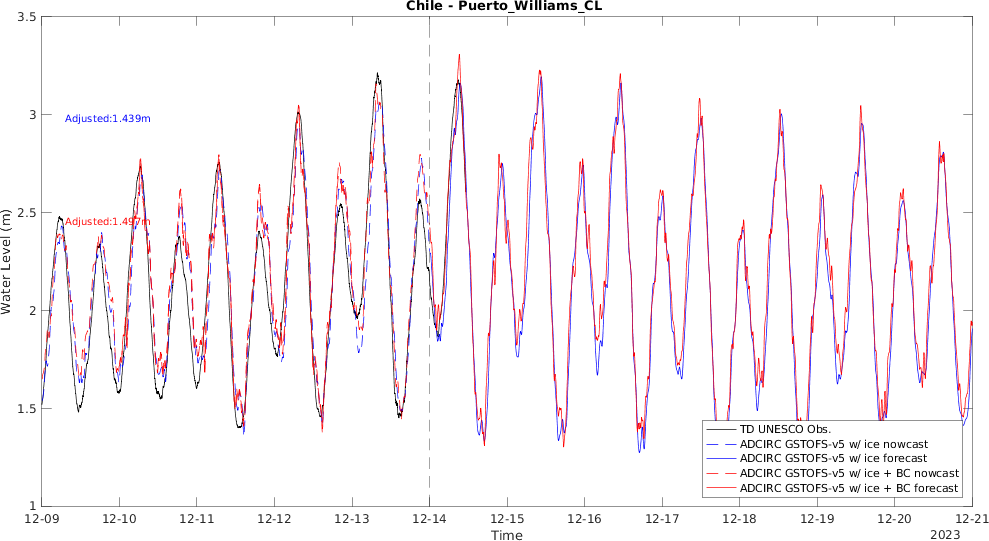 Chile - Puerto_Williams_CL
3.5
3
2.5
2
1.5
1
Water Level (m)
Adjusted:1.439m
Adjusted:1.497m
TD UNESCO Obs.
ADCIRC GSTOFS-v5 w/ ice nowcast
ADCIRC GSTOFS-v5 w/ ice forecast
ADCIRC GSTOFS-v5 w/ ice + BC nowcast
ADCIRC GSTOFS-v5 w/ ice + BC forecast
12-09 12-10 12-11 12-12 12-13 12-14 12-15 12-16 12-17 12-18 12-19 12-20 12-21
Time
2023